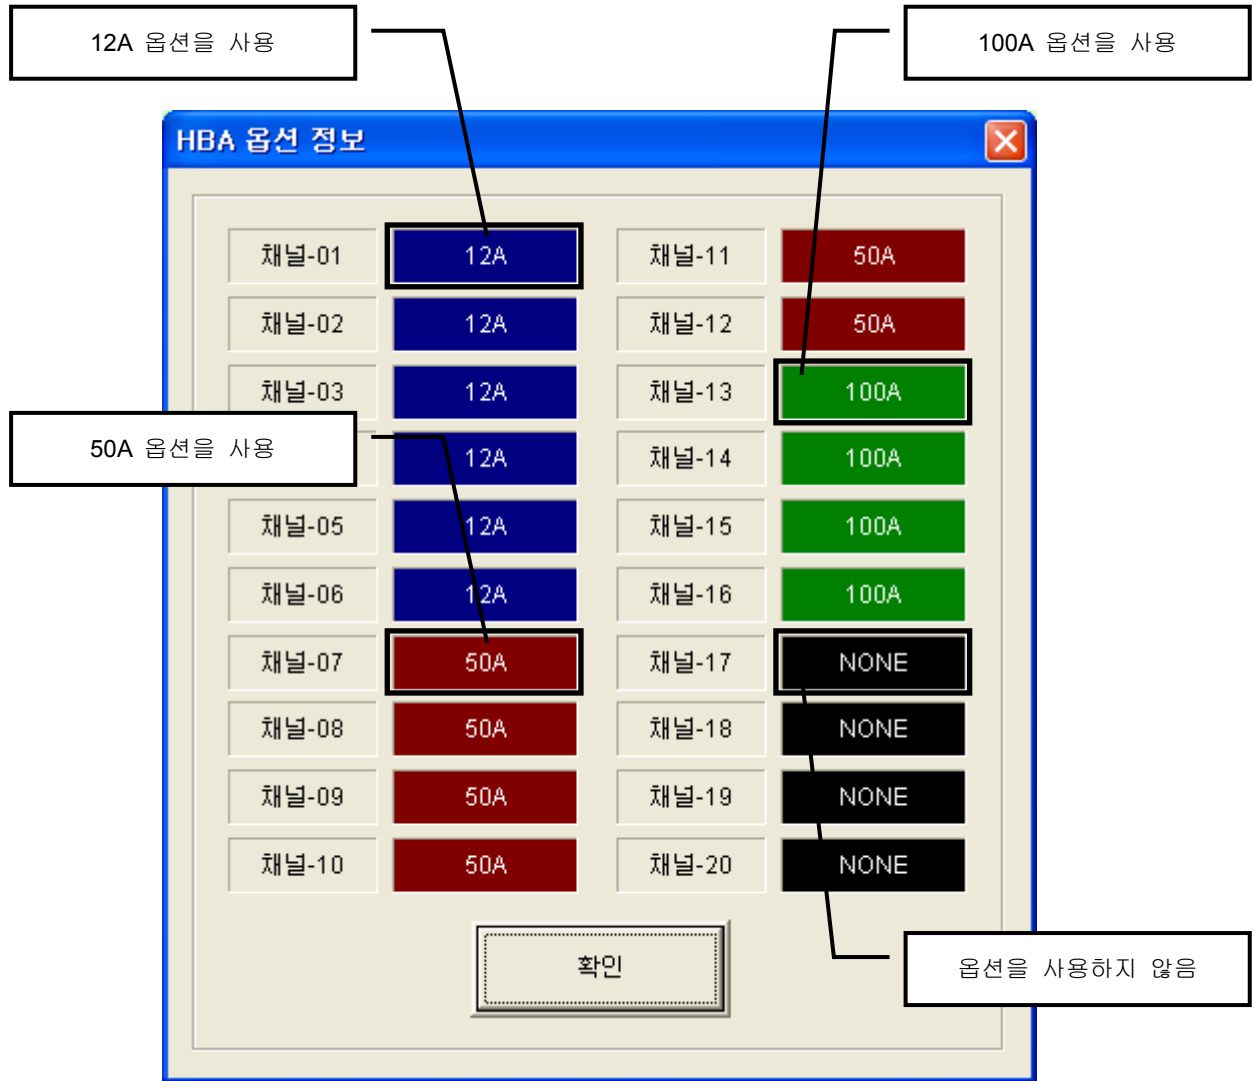 12A 옵션을 사용
100A 옵션을 사용
HBA 옵션 정보
채널-01 12A 채널-11 50A
채널-02 12A 채널-12 50A
채널-03 12A 채널-13 100A
50A 옵션을 사용
12A 채널-14 100A
채널-05 12A 채널-15 100A
채널-06 12A 채널-16 100A
채널-07 50A 채널-17 NONE
채널-08 50A 채널-18 NONE
채널-09 50A 채널-19 NONE
채널-10 50A 채널-20 NONE
확인
옵션을 사용하지 않음